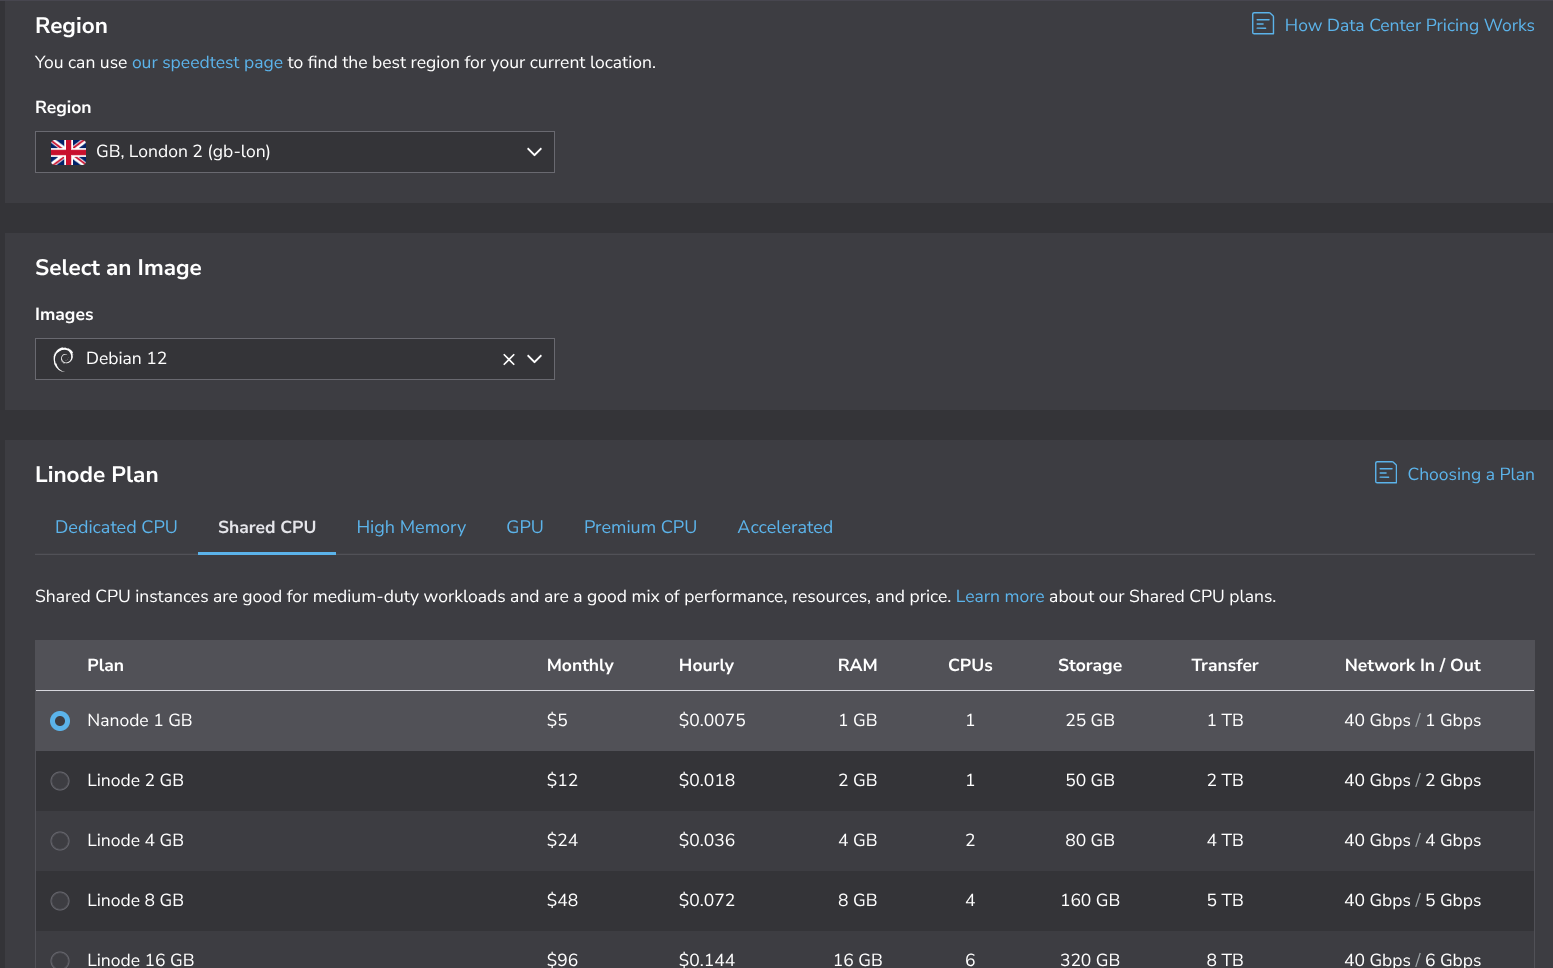 Region
How Data Center Pricing Works
You can use our speedtest page to find the best region for your current location.
Region
GB, London 2 (gb-lon)
Select an Image
Images
Debian 12
Linode Plan
Choosing a Plan
Dedicated CPU Shared CPU High Memory GPU Premium CPU Accelerated
Shared CPU instances are good for medium-duty workloads and are a good mix of performance, resources, and price. Learn more about our Shared CPU plans.
Plan Monthly Hourly RAM CPUs Storage Transfer Network In / Out
Nanode 1 GB $5 $0.0075 1 GB 1 25 GB 1 TB 40 Gbps / 1 Gbps
Linode 2 GB $12 $0.018 2 GB 1 50 GB 2 TB 40 Gbps / 2 Gbps
Linode 4 GB $24 $0.036 4 GB 2 80 GB 4 TB 40 Gbps / 4 Gbps
Linode 8 GB $48 $0.072 8 GB 4 160 GB 5 TB 40 Gbps / 5 Gbps
Linode 16 GB $96 $0.144 16 GB 6 320 GB 8 TB 40 Gbps / 6 Gbps